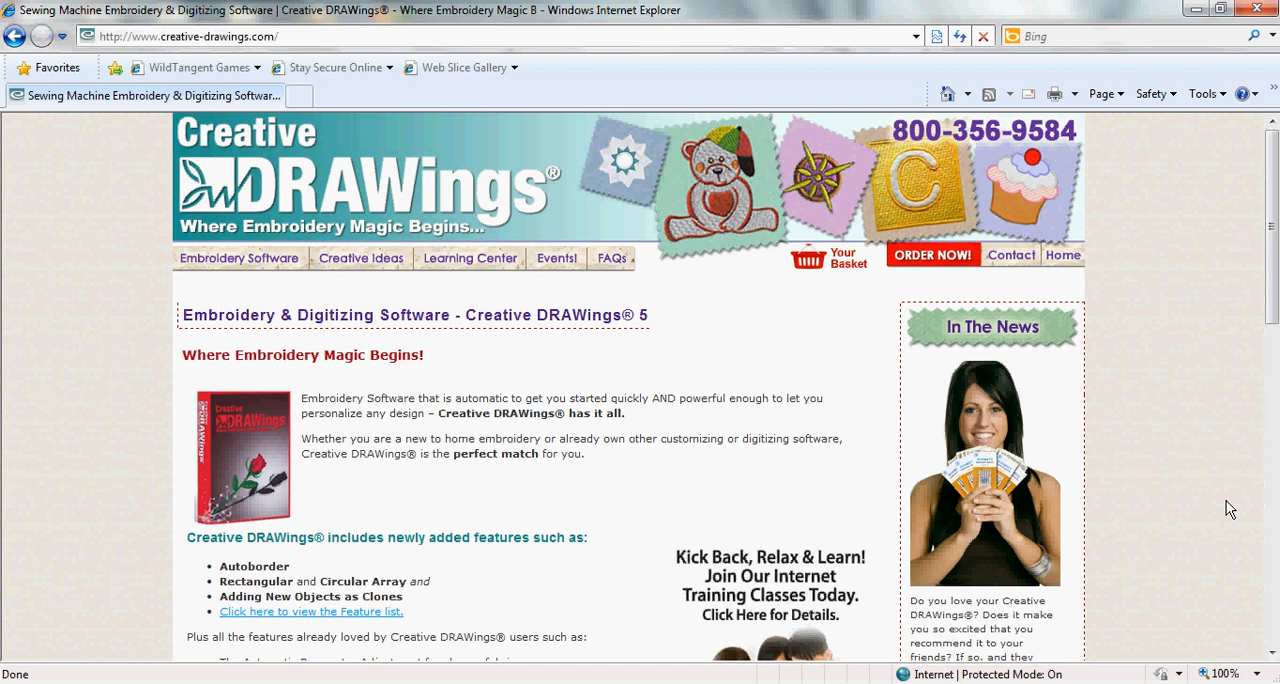 Sewing Machine Embroidery & Digitizing Software | Creative DRAWings® - Where Embroidery Magic B - Windows Internet Explorer
http://www.creative-drawings.com/
Bing
Favorites
WildTangent Games
Stay Secure Online
Web Slice Gallery
Sewing Machine Embroidery & Digitizing Softwar...
Page
Safety
Tools
Creative
DRAWings®
Where Embroidery Magic Begins...
800-356-9584
C
Embroidery Software
Creative Ideas
Learning Center
Events!
FAQs
Your
Basket
ORDER NOW!
Contact
Home
Embroidery & Digitizing Software - Creative DRAWings® 5
Where Embroidery Magic Begins!
Creative
DRAWings
Embroidery Software that is automatic to get you started quickly AND powerful enough to let you
personalize any design – Creative DRAWings® has it all.
Whether you are a new to home embroidery or already own other customizing or digitizing software,
Creative DRAWings® is the perfect match for you.
Creative DRAWings® includes newly added features such as:
• Autoborder
• Rectangular and Circular Array and
• Adding New Objects as Clones
• Click here to view the Feature list.
Plus all the features already loved by Creative DRAWings® users such as:
Kick Back, Relax & Learn!
Join Our Internet
Training Classes Today.
Click Here for Details.
In The News
Do you love your Creative
DRAWings®? Does it make
you so excited that you
recommend it to your
friends? If so, and they
Done
Internet | Protected Mode: On
100%